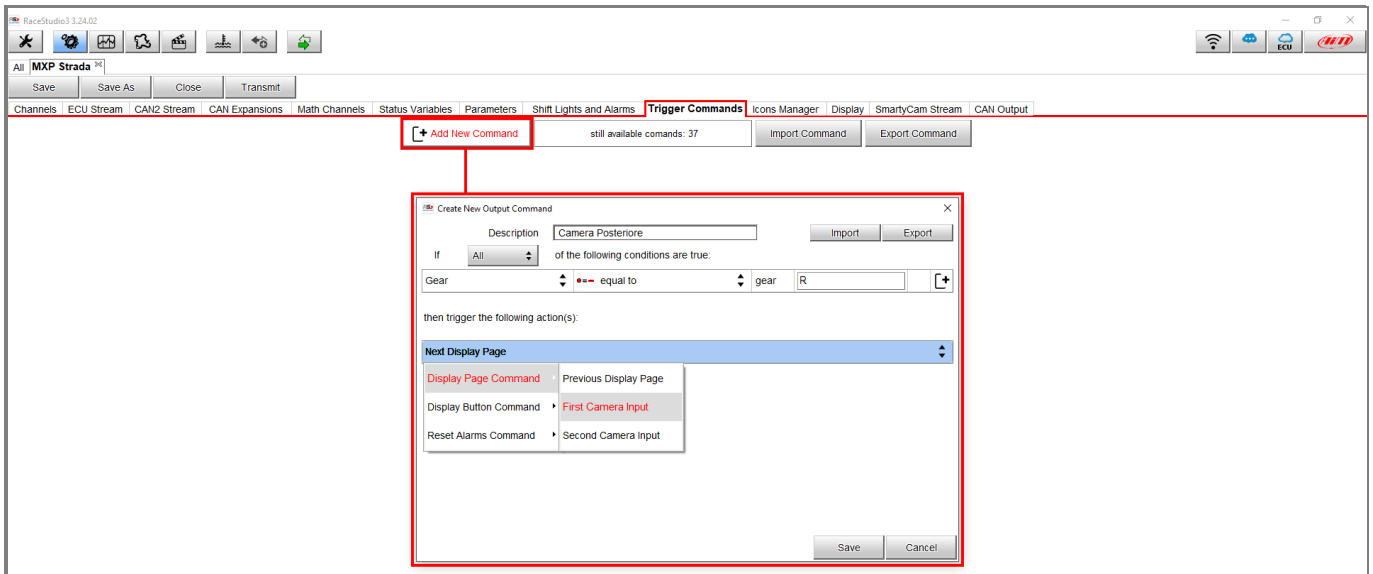 RaceStudio3 3.24.02
ECU
AiM
All MXP Strada
Save Save As Close Transmit
Channels ECU Stream CAN2 Stream CAN Expansions Math Channels Status Variables Parameters Shift Lights and Alarms Trigger Commands Icons Manager Display SmartyCam Stream CAN Output
Add New Command still available comands: 37 Import Command Export Command
Create New Output Command
Description Camera Posteriore Import Export
If All of the following conditions are true:
Gear equal to gear R
then trigger the following action(s):
Next Display Page
Display Page Command Previous Display Page
Display Button Command First Camera Input
Reset Alarms Command Second Camera Input
Save Cancel